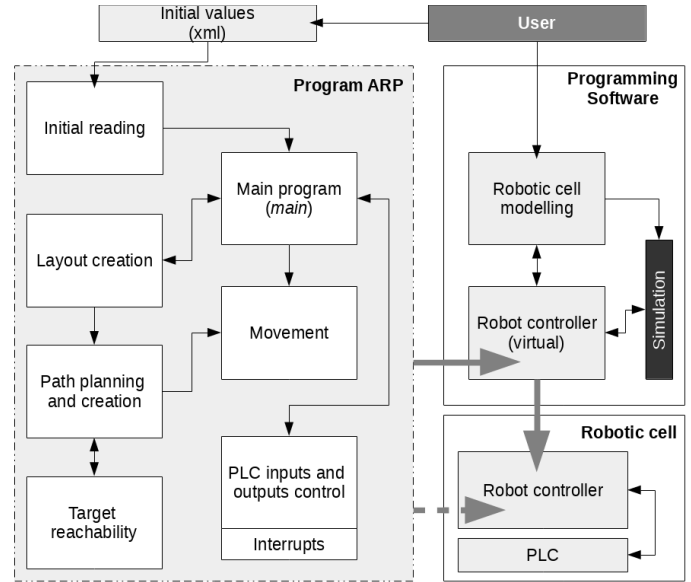 Initial values
(xml)
User
Program ARP
Initial reading
Main program
(main)
Layout creation
Movement
Path planning
and creation
PLC inputs and
outputs control
Target
reachability
Interrupts
Programming
Software
Robotic cell
modelling
Simulation
Robot controller
(virtual)
Robotic cell
Robot controller
PLC